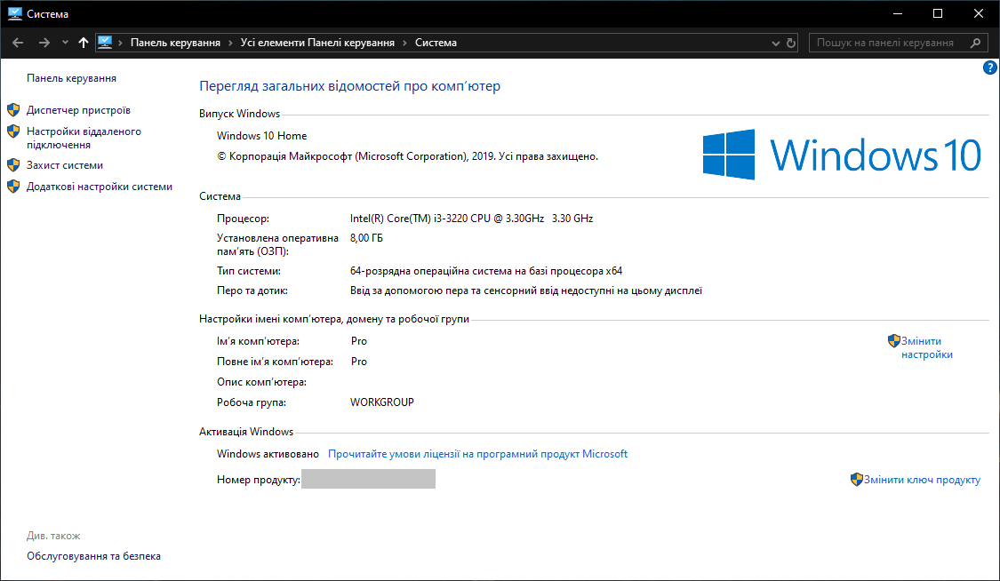 Система
Панель керування › Усі елементи Панелі керування › Система
Пошук на панелі керування
?
Панель керування
Диспетчер пристроїв
Настройки віддаленого
підключення
Захист системи
Додаткові настройки системи
Перегляд загальних відомостей про комп’ютер
Випуск Windows
Windows 10 Home
© Корпорація Майкрософт (Microsoft Corporation), 2019. Усі права захищено.
Windows 10
Система
Процесор: Intel(R) Core(TM) i3-3220 CPU @ 3.30GHz 3.30 GHz
Установлена оперативна 8,00 ГБ
пам’ять (ОЗП):
Тип системи: 64-розрядна операційна система на базі процесора x64
Перо та дотик: Ввід за допомогою пера та сенсорний ввід недоступні на цьому дисплеї
Настройки імені комп’ютера, домену та робочої групи
Ім’я комп’ютера: Pro
Змінити
настройки
Повне ім’я комп’ютера: Pro
Опис комп’ютера:
Робоча група: WORKGROUP
Активація Windows
Windows активовано Прочитайте умови ліцензії на програмний продукт Microsoft
Номер продукту:
Змінити ключ продукту
Див. також
Обслуговування та безпека